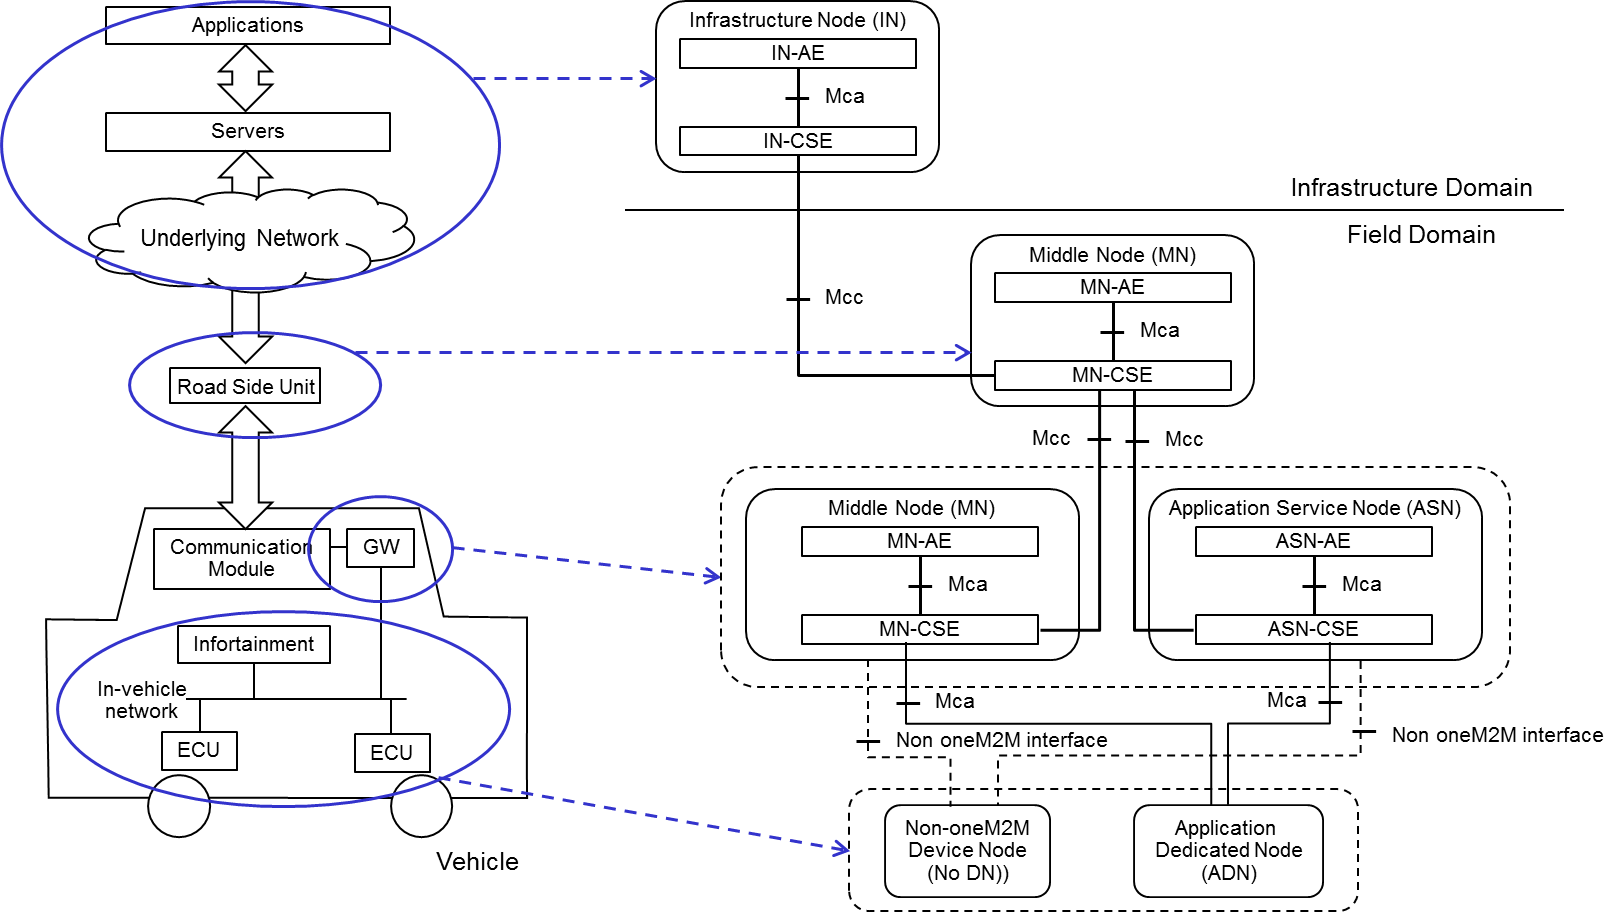 Applications
Servers
Underlying Network
Road Side Unit
Communication
Module
GW
Infortainment
In-vehicle
network
ECU
ECU
Vehicle
Infrastructure Node (IN)
IN-AE
Mca
IN-CSE
Infrastructure Domain
Field Domain
Mcc
Middle Node (MN)
MN-AE
Mca
MN-CSE
Mcc
Mcc
Middle Node (MN)
MN-AE
Mca
MN-CSE
Application Service Node (ASN)
ASN-AE
Mca
ASN-CSE
Mca
Mca
Non oneM2M interface
Non oneM2M interface
Non-oneM2M
Device Node
(No DN))
Application
Dedicated Node
(ADN)